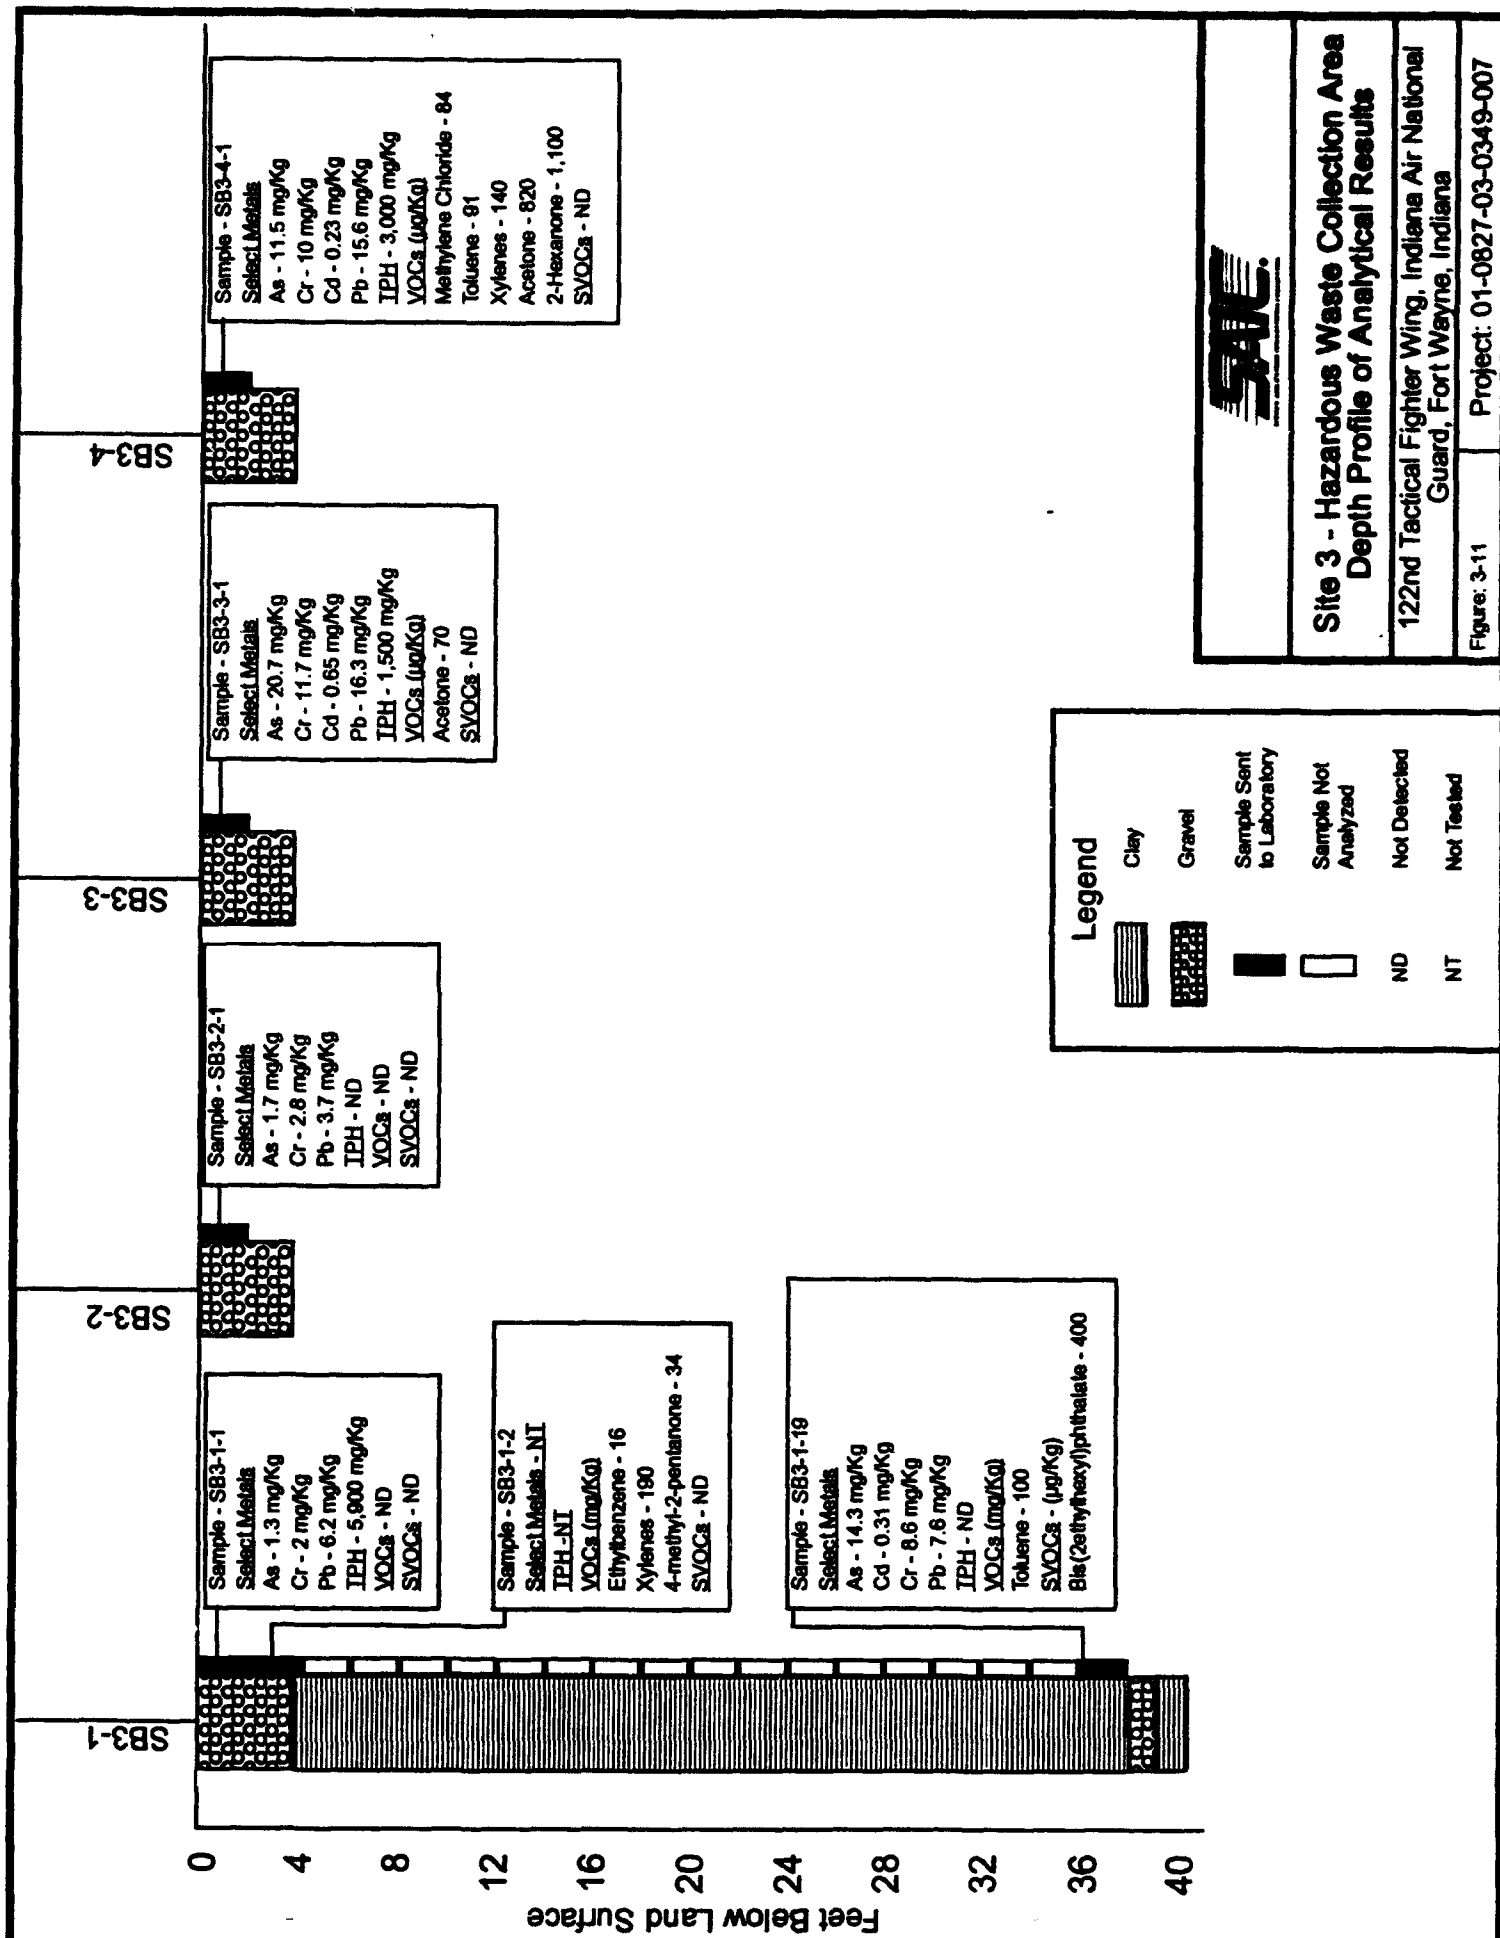 SB3-1
SB3-2
SB3-3
SB3-4
Feet Below Land Surface
0
4
8
12
16
20
24
28
32
36
40
Sample - SB3-1-1
Select Metals
As - 1.3 mg/Kg
Cr - 2 mg/Kg
Pb - 6.2 mg/Kg
TPH - 5,900 mg/Kg
VOCs - ND
SVOCs - ND
Sample - SB3-1-2
Select Metals - NT
TPH -NT
VOCs (mg/Kg)
Ethylbenzene - 16
Xylenes - 190
4-methyl-2-pentanone - 34
SVOCs - ND
Sample - SB3-1-19
Select Metals
As - 14.3 mg/Kg
Cd - 0.31 mg/Kg
Cr - 8.6 mg/Kg
Pb - 7.6 mg/Kg
TPH - ND
VOCs (mg/Kg)
Toluene - 100
SVOCs - (µg/Kg)
Bis(2ethylhexyl)phthalate - 400
Sample - SB3-2-1
Select Metals
As - 1.7 mg/Kg
Cr - 2.8 mg/Kg
Pb - 3.7 mg/Kg
TPH - ND
VOCs - ND
SVOCs - ND
Sample - SB3-3-1
Select Metals
As - 20.7 mg/Kg
Cr - 11.7 mg/Kg
Cd - 0.65 mg/Kg
Pb - 16.3 mg/Kg
TPH - 1,500 mg/Kg
VOCs (µg/Kg)
Acetone - 70
SVOCs - ND
Sample - SB3-4-1
Select Metals
As - 11.5 mg/Kg
Cr - 10 mg/Kg
Cd - 0.23 mg/Kg
Pb - 15.6 mg/Kg
TPH - 3,000 mg/Kg
VOCs (µg/Kg)
Methylene Chloride - 84
Toluene - 91
Xylenes - 140
Acetone - 820
2-Hexanone - 1,100
SVOCs - ND
Legend
Clay
Gravel
Sample Sent
to Laboratory
Sample Not
Analyzed
ND Not Detected
NT Not Tested
SAIC
Site 3 - Hazardous Waste Collection Area
Depth Profile of Analytical Results
122nd Tactical Fighter Wing, Indiana Air National
Guard, Fort Wayne, Indiana
Figure: 3-11
Project: 01-0827-03-0349-007